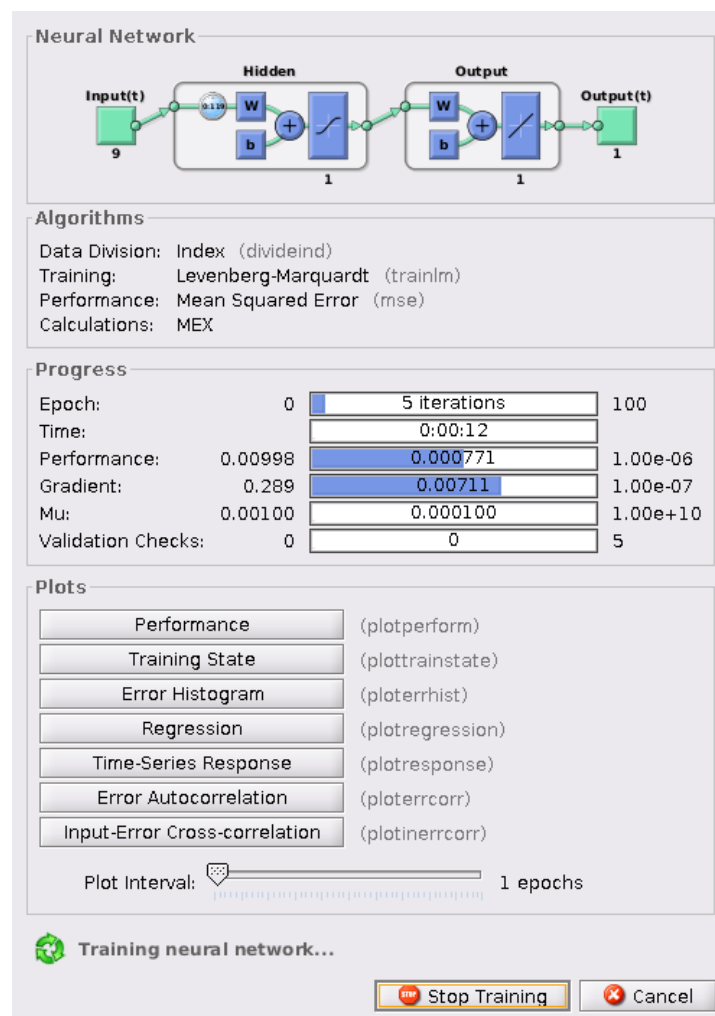 Neural Network
Hidden
Output
Input(t)
Output(t)
0:119
W
b
+
W
b
+
9
1
1
1
Algorithms
Data Division: Index (divideind)
Training: Levenberg-Marquardt (trainlm)
Performance: Mean Squared Error (mse)
Calculations: MEX
Progress
Epoch: 0 5 iterations 100
Time: 0:00:12
Performance: 0.00998 0.000771 1.00e-06
Gradient: 0.289 0.00711 1.00e-07
Mu: 0.00100 0.000100 1.00e+10
Validation Checks: 0 0 5
Plots
Performance (plotperform)
Training State (plottrainstate)
Error Histogram (ploterrhist)
Regression (plotregression)
Time-Series Response (plotresponse)
Error Autocorrelation (ploterrcorr)
Input-Error Cross-correlation (plotinerrcorr)
Plot Interval: 1 epochs
Training neural network...
STOP Stop Training Cancel